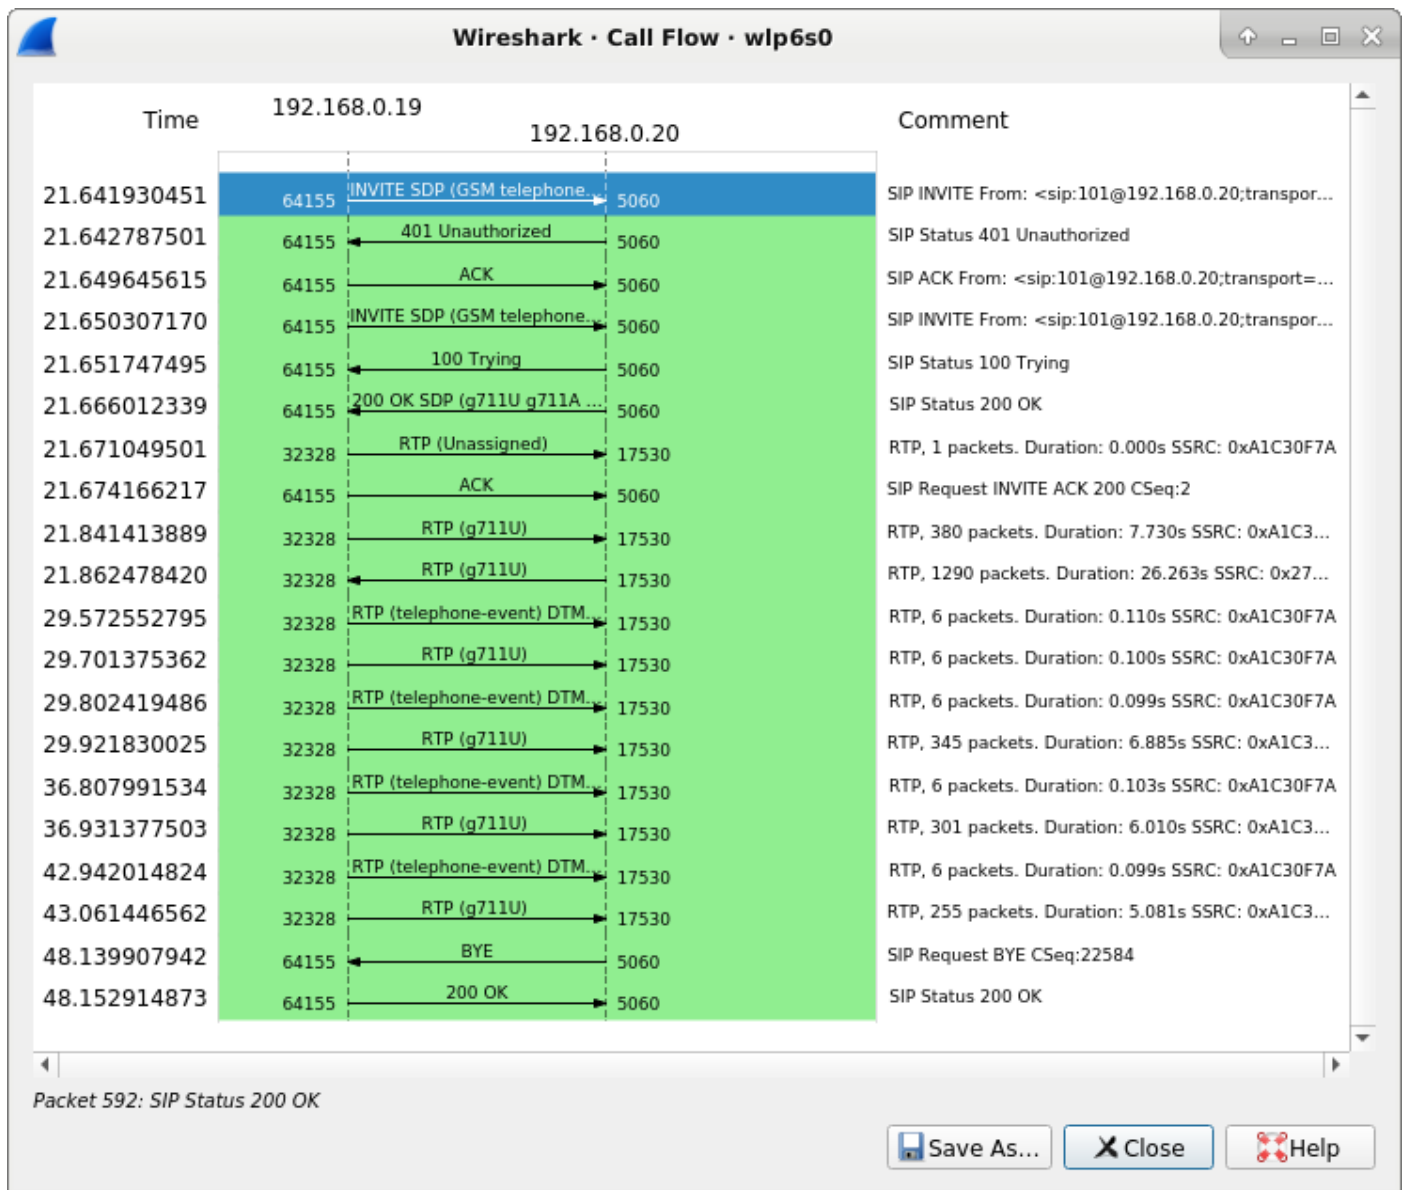 Wireshark · Call Flow · wlp6s0
Time 192.168.0.19 192.168.0.20 Comment
21.641930451 64155 INVITE SDP (GSM telephone... 5060 SIP INVITE From: <sip:101@192.168.0.20;transpor...
21.642787501 64155 401 Unauthorized 5060 SIP Status 401 Unauthorized
21.649645615 64155 ACK 5060 SIP ACK From: <sip:101@192.168.0.20;transport=...
21.650307170 64155 INVITE SDP (GSM telephone... 5060 SIP INVITE From: <sip:101@192.168.0.20;transpor...
21.651747495 64155 100 Trying 5060 SIP Status 100 Trying
21.666012339 64155 200 OK SDP (g711U g711A ... 5060 SIP Status 200 OK
21.671049501 32328 RTP (Unassigned) 17530 RTP, 1 packets. Duration: 0.000s SSRC: 0xA1C30F7A
21.674166217 64155 ACK 5060 SIP Request INVITE ACK 200 CSeq:2
21.841413889 32328 RTP (g711U) 17530 RTP, 380 packets. Duration: 7.730s SSRC: 0xA1C3...
21.862478420 32328 RTP (g711U) 17530 RTP, 1290 packets. Duration: 26.263s SSRC: 0x27...
29.572552795 32328 RTP (telephone-event) DTM... 17530 RTP, 6 packets. Duration: 0.110s SSRC: 0xA1C30F7A
29.701375362 32328 RTP (g711U) 17530 RTP, 6 packets. Duration: 0.100s SSRC: 0xA1C30F7A
29.802419486 32328 RTP (telephone-event) DTM... 17530 RTP, 6 packets. Duration: 0.099s SSRC: 0xA1C30F7A
29.921830025 32328 RTP (g711U) 17530 RTP, 345 packets. Duration: 6.885s SSRC: 0xA1C3...
36.807991534 32328 RTP (telephone-event) DTM... 17530 RTP, 6 packets. Duration: 0.103s SSRC: 0xA1C30F7A
36.931377503 32328 RTP (g711U) 17530 RTP, 301 packets. Duration: 6.010s SSRC: 0xA1C3...
42.942014824 32328 RTP (telephone-event) DTM... 17530 RTP, 6 packets. Duration: 0.099s SSRC: 0xA1C30F7A
43.061446562 32328 RTP (g711U) 17530 RTP, 255 packets. Duration: 5.081s SSRC: 0xA1C3...
48.139907942 64155 BYE 5060 SIP Request BYE CSeq:22584
48.152914873 64155 200 OK 5060 SIP Status 200 OK
Packet 592: SIP Status 200 OK
Save As... Close Help